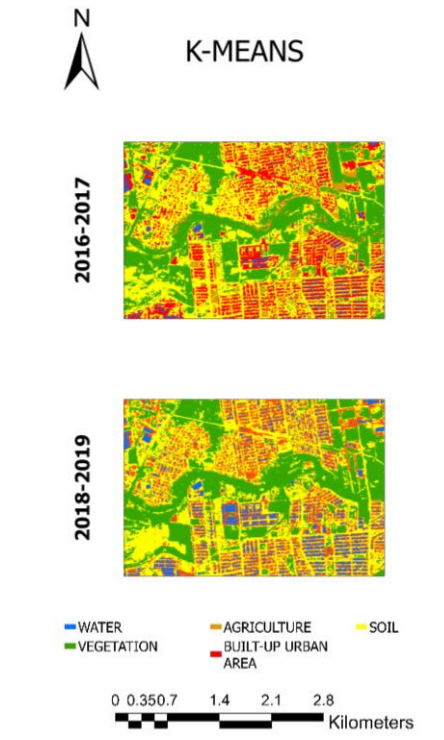 N
K-MEANS
2016-2017
2018-2019
WATER AGRICULTURE SOIL
VEGETATION BUILT-UP URBAN
AREA
0 0.350.7 1.4 2.1 2.8
Kilometers